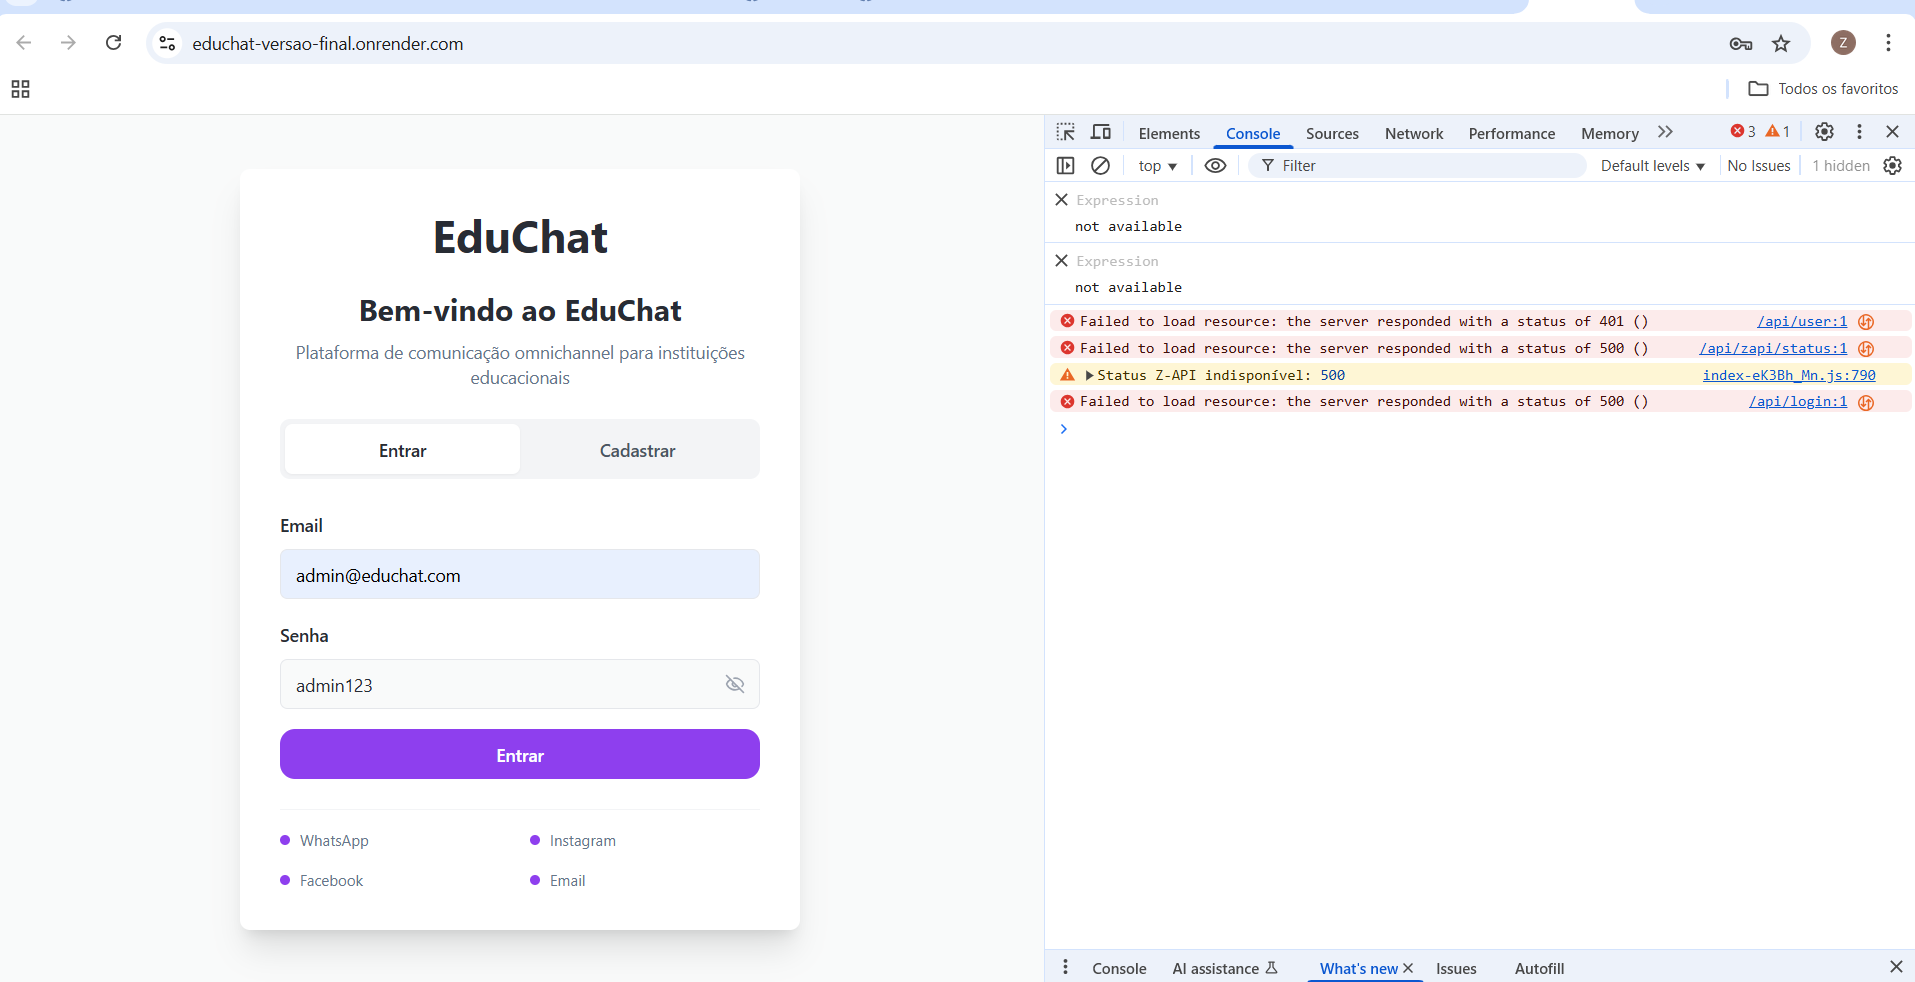 educhat-versao-final.onrender.com
Z
Todos os favoritos
EduChat
Bem-vindo ao EduChat
Plataforma de comunicação omnichannel para instituições
educacionais
Entrar
Cadastrar
Email
admin@educhat.com
Senha
admin123
Entrar
WhatsApp
Instagram
Facebook
Email
Elements
Console
Sources
Network
Performance
Memory
3
1
top
Filter
Default levels
No Issues
1 hidden
Expression
not available
Expression
not available
Failed to load resource: the server responded with a status of 401 () /api/user:1
Failed to load resource: the server responded with a status of 500 () /api/zapi/status:1
Status Z-API indisponível: 500 index-eK3Bh_Mn.js:790
Failed to load resource: the server responded with a status of 500 () /api/login:1
Console
AI assistance
What's new
Issues
Autofill